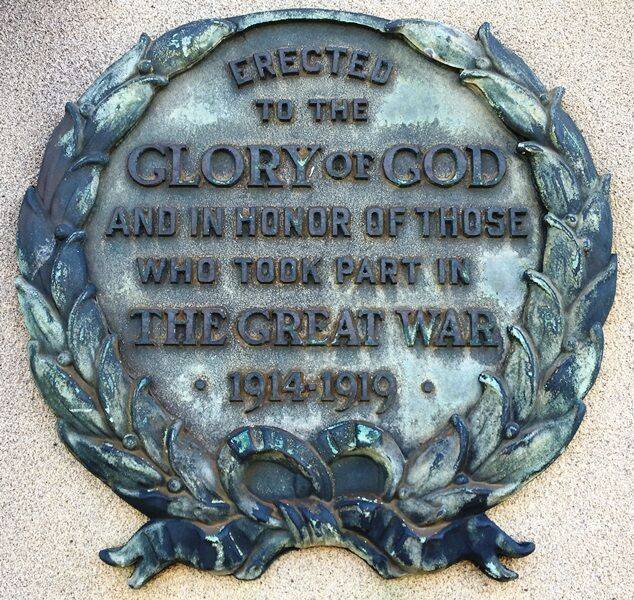 ERECTED
TO THE
GLORY OF GOD
AND IN HONOR OF THOSE
WHO TOOK PART IN
THE GREAT WAR
· 1914-1919 ·